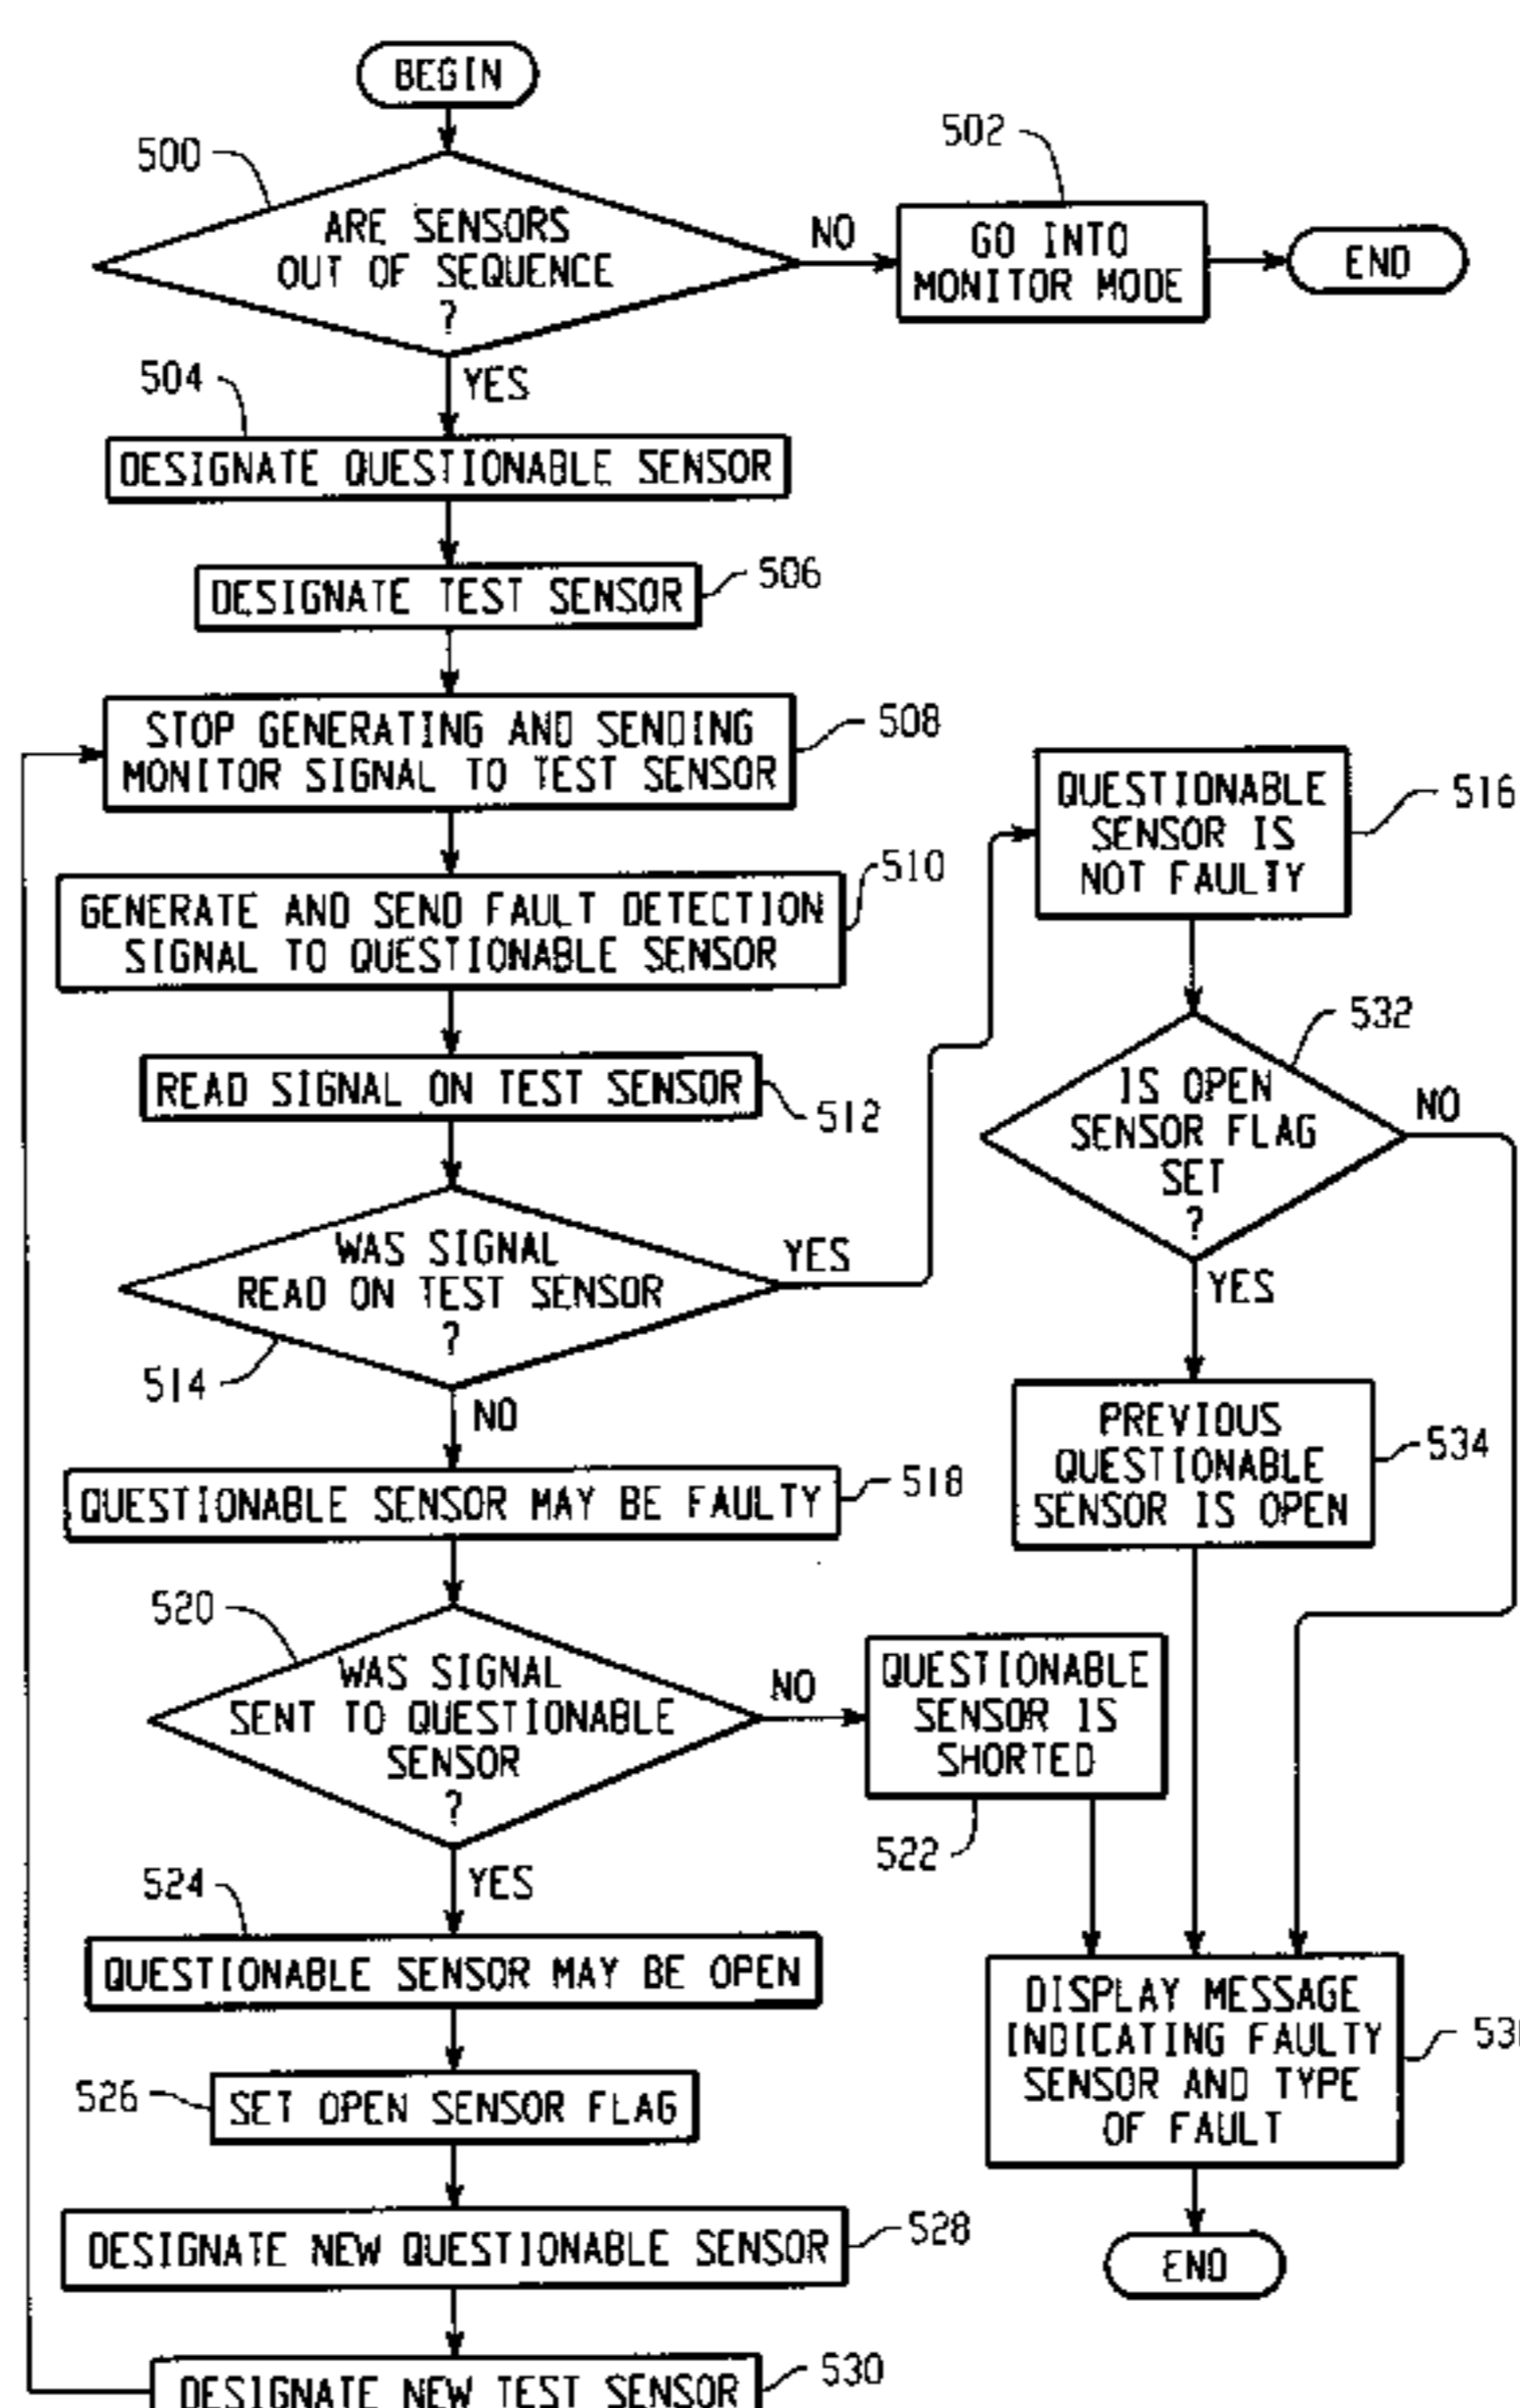 BEGIN
500
ARE SENSORS
OUT OF SEQUENCE
?
NO
502
GO INTO
MONITOR MODE
END
YES
504
DESIGNATE QUESTIONABLE SENSOR
DESIGNATE TEST SENSOR
506
STOP GENERATING AND SENDING
MONITOR SIGNAL TO TEST SENSOR
508
GENERATE AND SEND FAULT DETECTION
SIGNAL TO QUESTIONABLE SENSOR
510
READ SIGNAL ON TEST SENSOR
512
WAS SIGNAL
READ ON TEST SENSOR
?
514
YES
NO
QUESTIONABLE
SENSOR IS
NOT FAULTY
516
IS OPEN
SENSOR FLAG
SET
?
532
NO
YES
PREVIOUS
QUESTIONABLE
SENSOR IS OPEN
534
QUESTIONABLE SENSOR MAY BE FAULTY
518
520
WAS SIGNAL
SENT TO QUESTIONABLE
SENSOR
?
NO
QUESTIONABLE
SENSOR IS
SHORTED
522
YES
524
QUESTIONABLE SENSOR MAY BE OPEN
526
SET OPEN SENSOR FLAG
DESIGNATE NEW QUESTIONABLE SENSOR
528
DESIGNATE NEW TEST SENSOR
530
DISPLAY MESSAGE
INDICATING FAULTY
SENSOR AND TYPE
OF FAULT
END